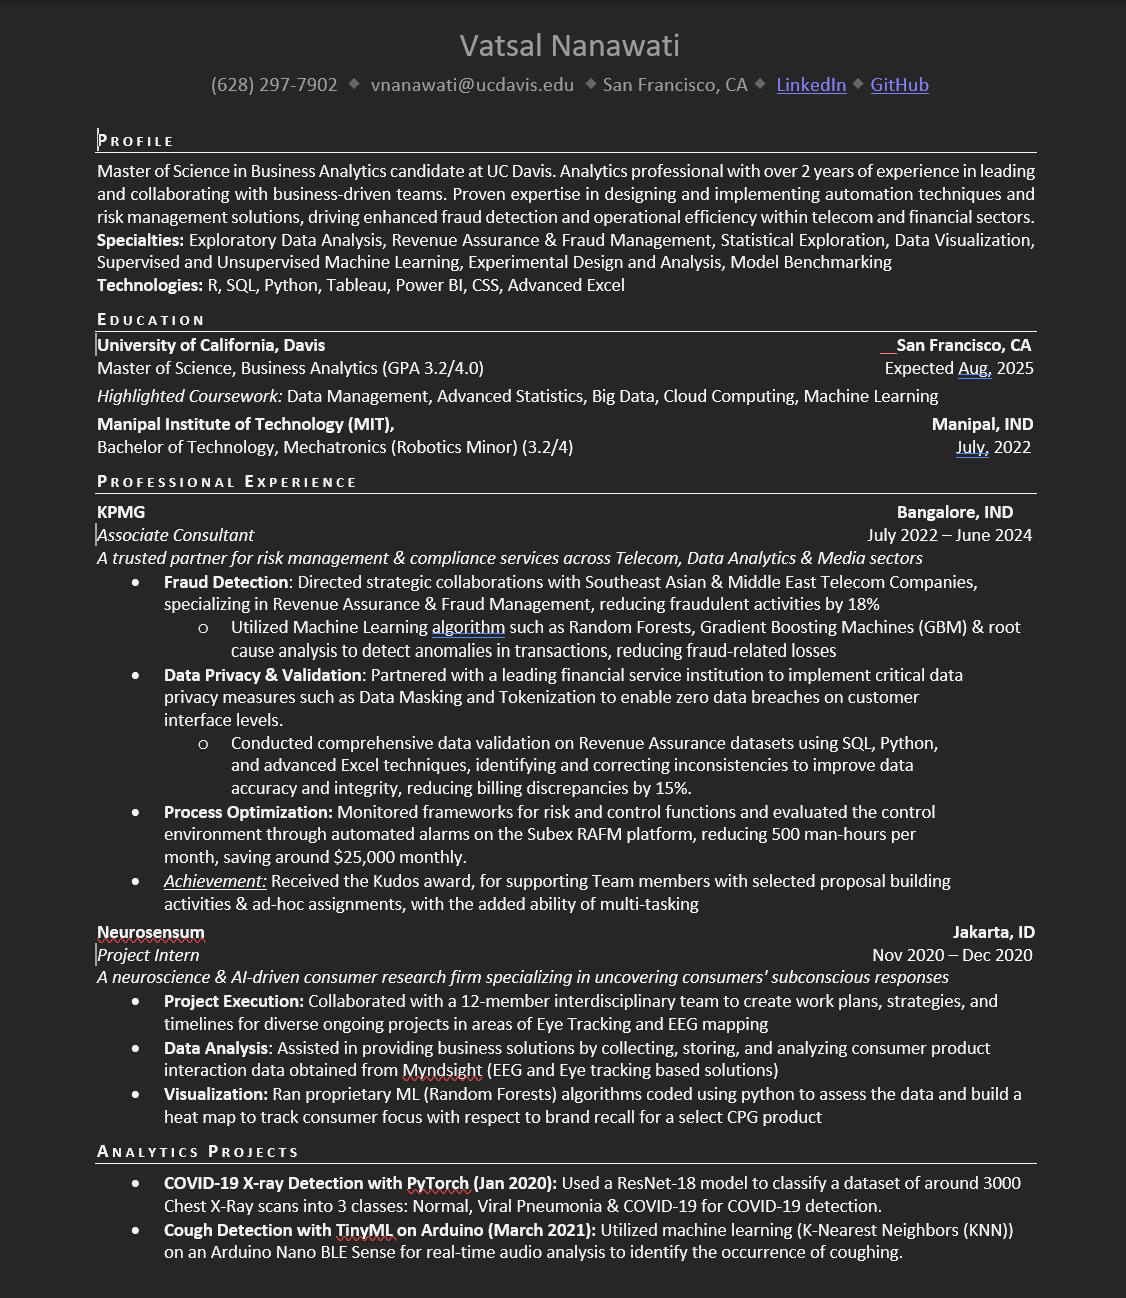 Vatsal Nanawati
(628) 297-7902 ◆ vnanawati@ucdavis.edu ◆ San Francisco, CA ◆ LinkedIn ◆ GitHub
PROFILE
Master of Science in Business Analytics candidate at UC Davis. Analytics professional with over 2 years of experience in leading
and collaborating with business-driven teams. Proven expertise in designing and implementing automation techniques and
risk management solutions, driving enhanced fraud detection and operational efficiency within telecom and financial sectors.
Specialties: Exploratory Data Analysis, Revenue Assurance & Fraud Management, Statistical Exploration, Data Visualization,
Supervised and Unsupervised Machine Learning, Experimental Design and Analysis, Model Benchmarking
Technologies: R, SQL, Python, Tableau, Power BI, CSS, Advanced Excel
EDUCATION
University of California, Davis San Francisco, CA
Master of Science, Business Analytics (GPA 3.2/4.0) Expected Aug, 2025
Highlighted Coursework: Data Management, Advanced Statistics, Big Data, Cloud Computing, Machine Learning
Manipal Institute of Technology (MIT), Manipal, IND
Bachelor of Technology, Mechatronics (Robotics Minor) (3.2/4) July, 2022
PROFESSIONAL EXPERIENCE
KPMG Bangalore, IND
Associate Consultant July 2022 – June 2024
A trusted partner for risk management & compliance services across Telecom, Data Analytics & Media sectors
• Fraud Detection: Directed strategic collaborations with Southeast Asian & Middle East Telecom Companies,
specializing in Revenue Assurance & Fraud Management, reducing fraudulent activities by 18%
o Utilized Machine Learning algorithm such as Random Forests, Gradient Boosting Machines (GBM) & root
cause analysis to detect anomalies in transactions, reducing fraud-related losses
• Data Privacy & Validation: Partnered with a leading financial service institution to implement critical data
privacy measures such as Data Masking and Tokenization to enable zero data breaches on customer
interface levels.
o Conducted comprehensive data validation on Revenue Assurance datasets using SQL, Python,
and advanced Excel techniques, identifying and correcting inconsistencies to improve data
accuracy and integrity, reducing billing discrepancies by 15%.
• Process Optimization: Monitored frameworks for risk and control functions and evaluated the control
environment through automated alarms on the Subex RAFM platform, reducing 500 man-hours per
month, saving around $25,000 monthly.
• Achievement: Received the Kudos award, for supporting Team members with selected proposal building
activities & ad-hoc assignments, with the added ability of multi-tasking
Neurosensum Jakarta, ID
Project Intern Nov 2020 – Dec 2020
A neuroscience & AI-driven consumer research firm specializing in uncovering consumers' subconscious responses
• Project Execution: Collaborated with a 12-member interdisciplinary team to create work plans, strategies, and
timelines for diverse ongoing projects in areas of Eye Tracking and EEG mapping
• Data Analysis: Assisted in providing business solutions by collecting, storing, and analyzing consumer product
interaction data obtained from Myndsight (EEG and Eye tracking based solutions)
• Visualization: Ran proprietary ML (Random Forests) algorithms coded using python to assess the data and build a
heat map to track consumer focus with respect to brand recall for a select CPG product
ANALYTICS PROJECTS
• COVID-19 X-ray Detection with PyTorch (Jan 2020): Used a ResNet-18 model to classify a dataset of around 3000
Chest X-Ray scans into 3 classes: Normal, Viral Pneumonia & COVID-19 for COVID-19 detection.
• Cough Detection with TinyML on Arduino (March 2021): Utilized machine learning (K-Nearest Neighbors (KNN))
on an Arduino Nano BLE Sense for real-time audio analysis to identify the occurrence of coughing.